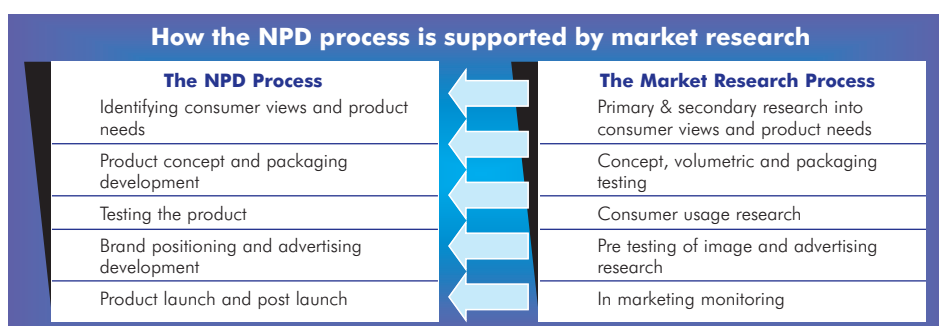 How the NPD process is supported by market research
The NPD Process
Identifying consumer views and product
needs
Product concept and packaging
development
Testing the product
Brand positioning and advertising
development
Product launch and post launch
The Market Research Process
Primary & secondary research into
consumer views and product needs
Concept, volumetric and packaging
testing
Consumer usage research
Pre testing of image and advertising
research
In marketing monitoring